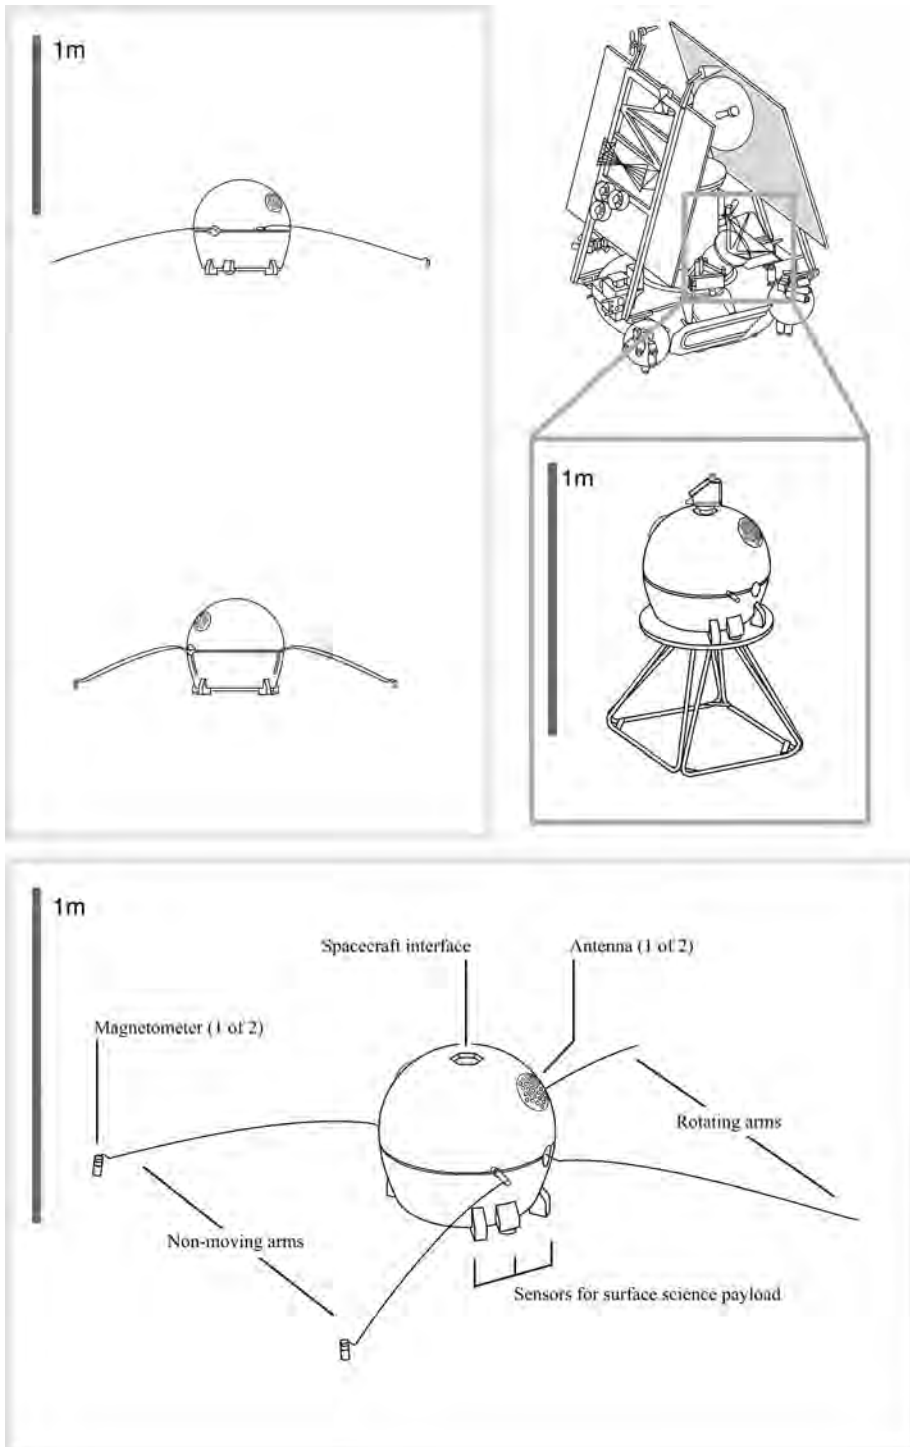 1m
1m
1m
Spacecraft interface
Antenna (1 of 2)
Magnetometer (1 of 2)
Rotating arms
Non-moving arms
Sensors for surface science payload